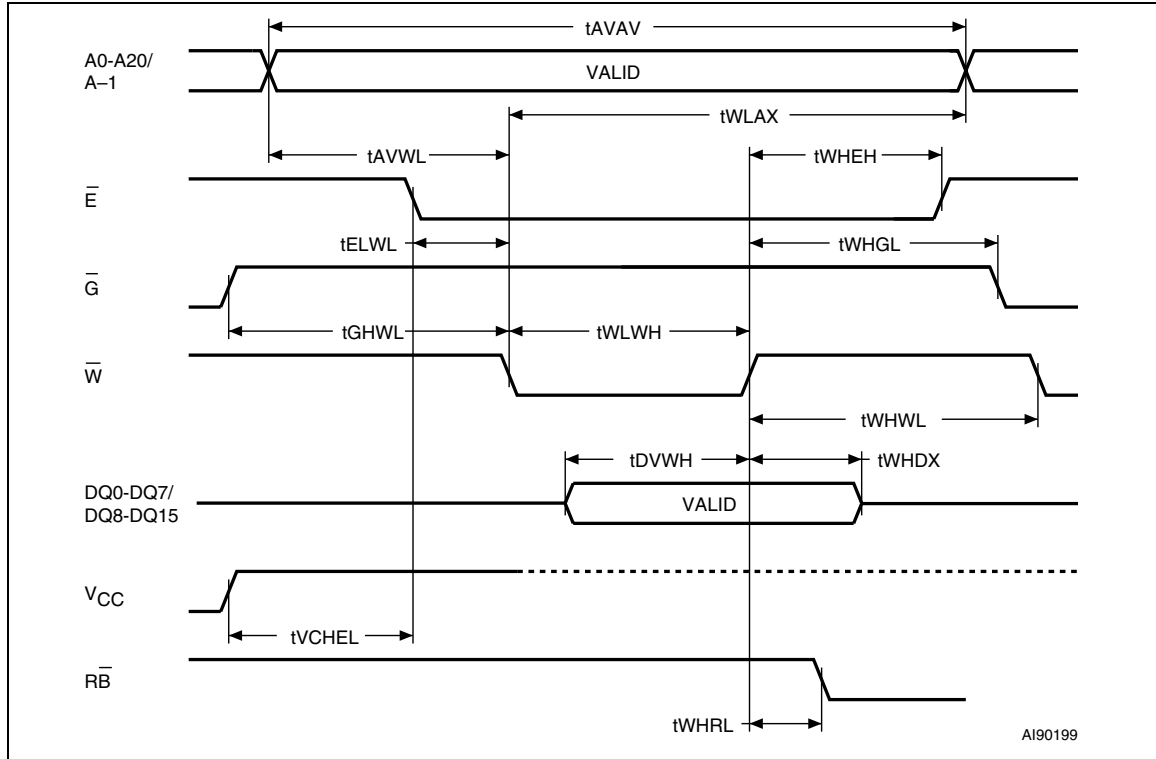 tAVAV
A0-A20/
A–1
VALID
tWLAX
tAVWL
tWHEH
E̅
tELWL
tWHGL
G̅
tGHWL
tWLWH
W̅
tWHWL
tDVWH
tWHDX
DQ0-DQ7/
DQ8-DQ15
VALID
VCC
tVCHEL
RB̅
tWHRL
AI90199